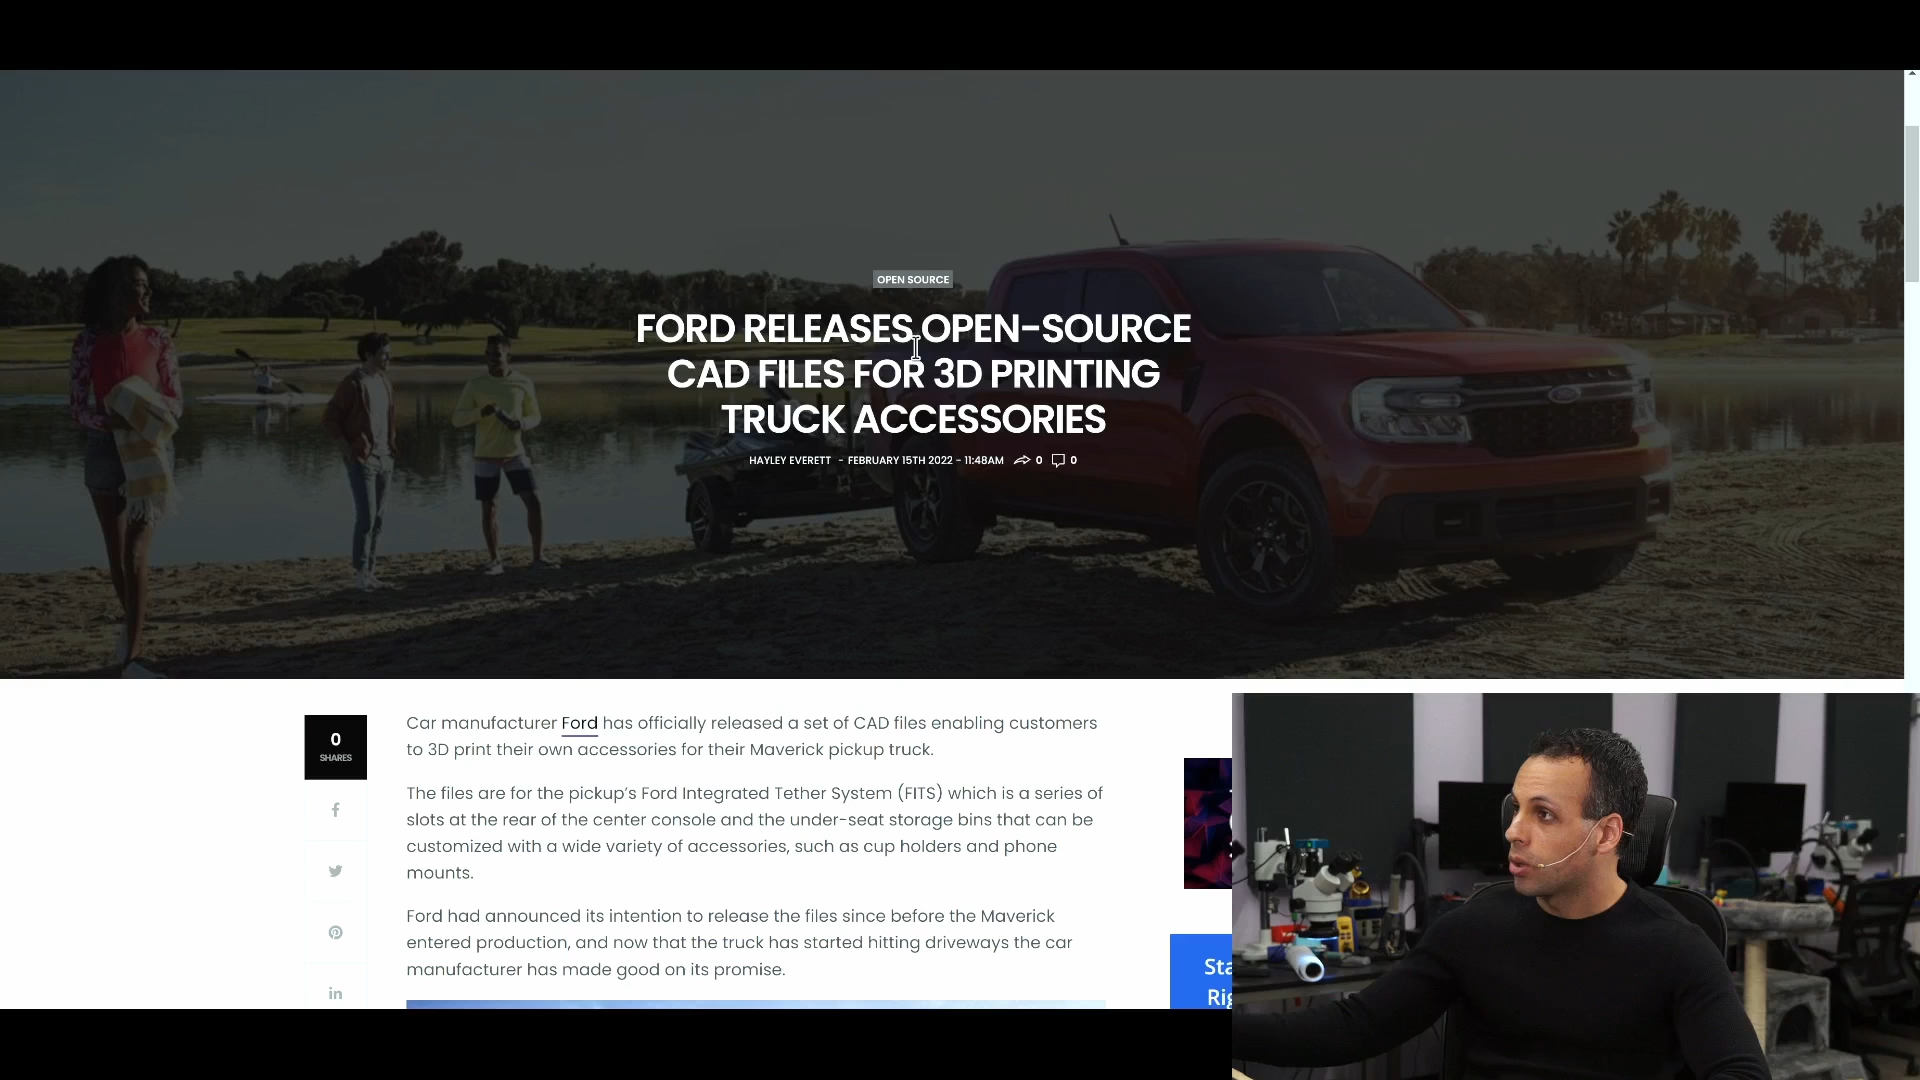 OPEN SOURCE
FORD RELEASES OPEN-SOURCE
CAD FILES FOR 3D PRINTING
TRUCK ACCESSORIES
HAYLEY EVERETT - FEBRUARY 15TH 2022 - 11:48AM 0 0
0
SHARES
Car manufacturer Ford has officially released a set of CAD files enabling customers
to 3D print their own accessories for their Maverick pickup truck.
The files are for the pickup's Ford Integrated Tether System (FITS) which is a series of
slots at the rear of the center console and the under-seat storage bins that can be
customized with a wide variety of accessories, such as cup holders and phone
mounts.
Ford had announced its intention to release the files since before the Maverick
entered production, and now that the truck has started hitting driveways the car
manufacturer has made good on its promise.